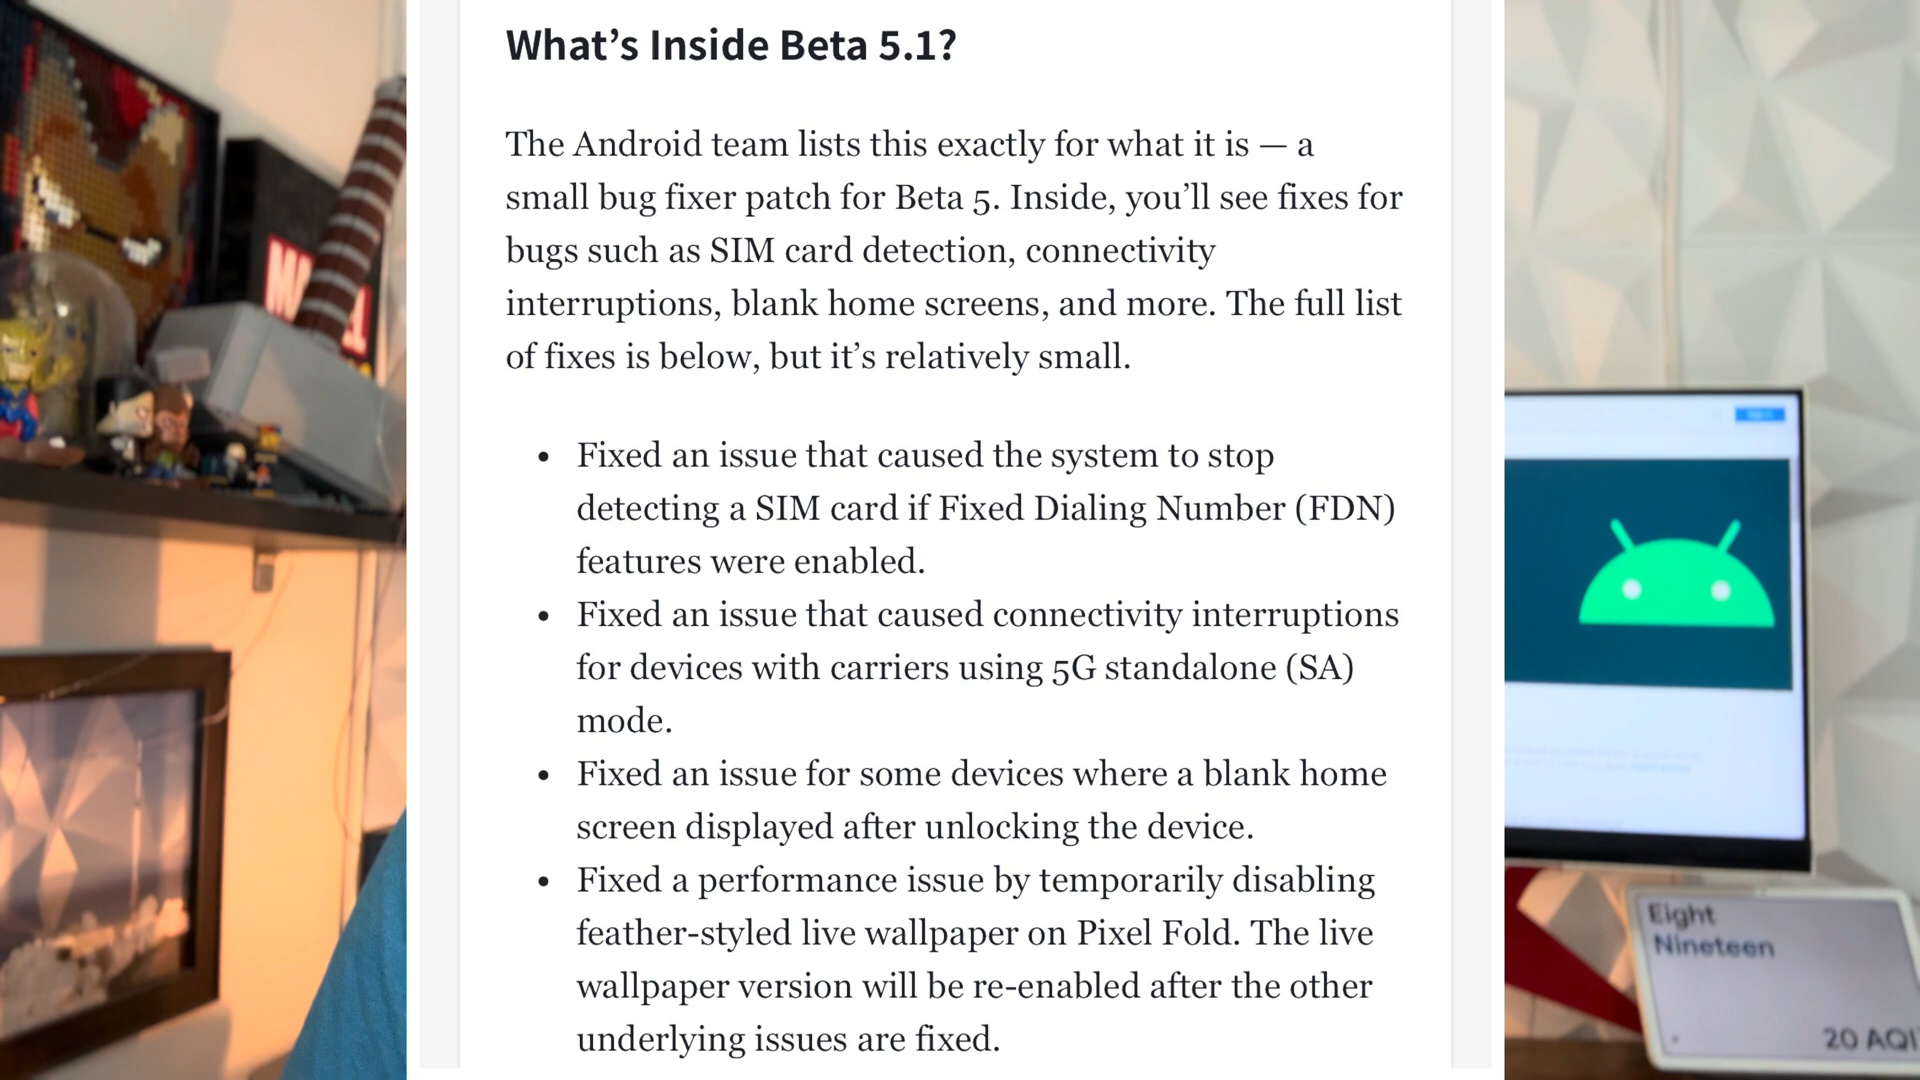 What’s Inside Beta 5.1?
The Android team lists this exactly for what it is — a
small bug fixer patch for Beta 5. Inside, you’ll see fixes for
bugs such as SIM card detection, connectivity
interruptions, blank home screens, and more. The full list
of fixes is below, but it’s relatively small.
• Fixed an issue that caused the system to stop
detecting a SIM card if Fixed Dialing Number (FDN)
features were enabled.
• Fixed an issue that caused connectivity interruptions
for devices with carriers using 5G standalone (SA)
mode.
• Fixed an issue for some devices where a blank home
screen displayed after unlocking the device.
• Fixed a performance issue by temporarily disabling
feather-styled live wallpaper on Pixel Fold. The live
wallpaper version will be re-enabled after the other
underlying issues are fixed.
Eight
Nineteen
20 AQI